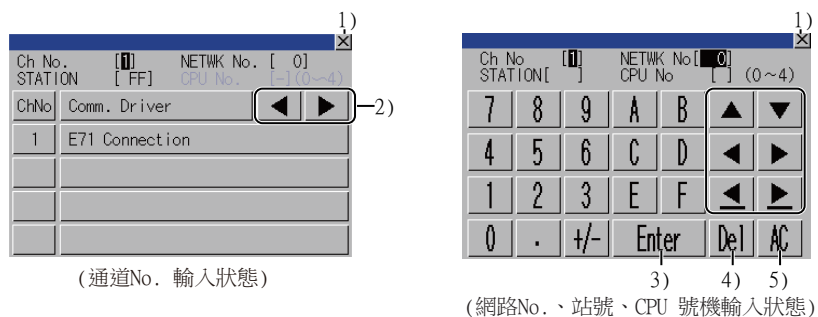 1)
Ch No. [1] NETWK No. [ 0]
STATION [ FF] CPU No. [-](0~4)
ChNo Comm. Driver
2)
1 E71 Connection
(通道No. 輸入狀態)
1)
Ch No [1] NETWK No[ 0]
STATION[ ] CPU No [ ] (0~4)
7 8 9 A B
4 5 6 C D
1 2 3 E F
0 . +/- Enter Del AC
3) 4) 5)
(網路No.、站號、CPU 號機輸入狀態)